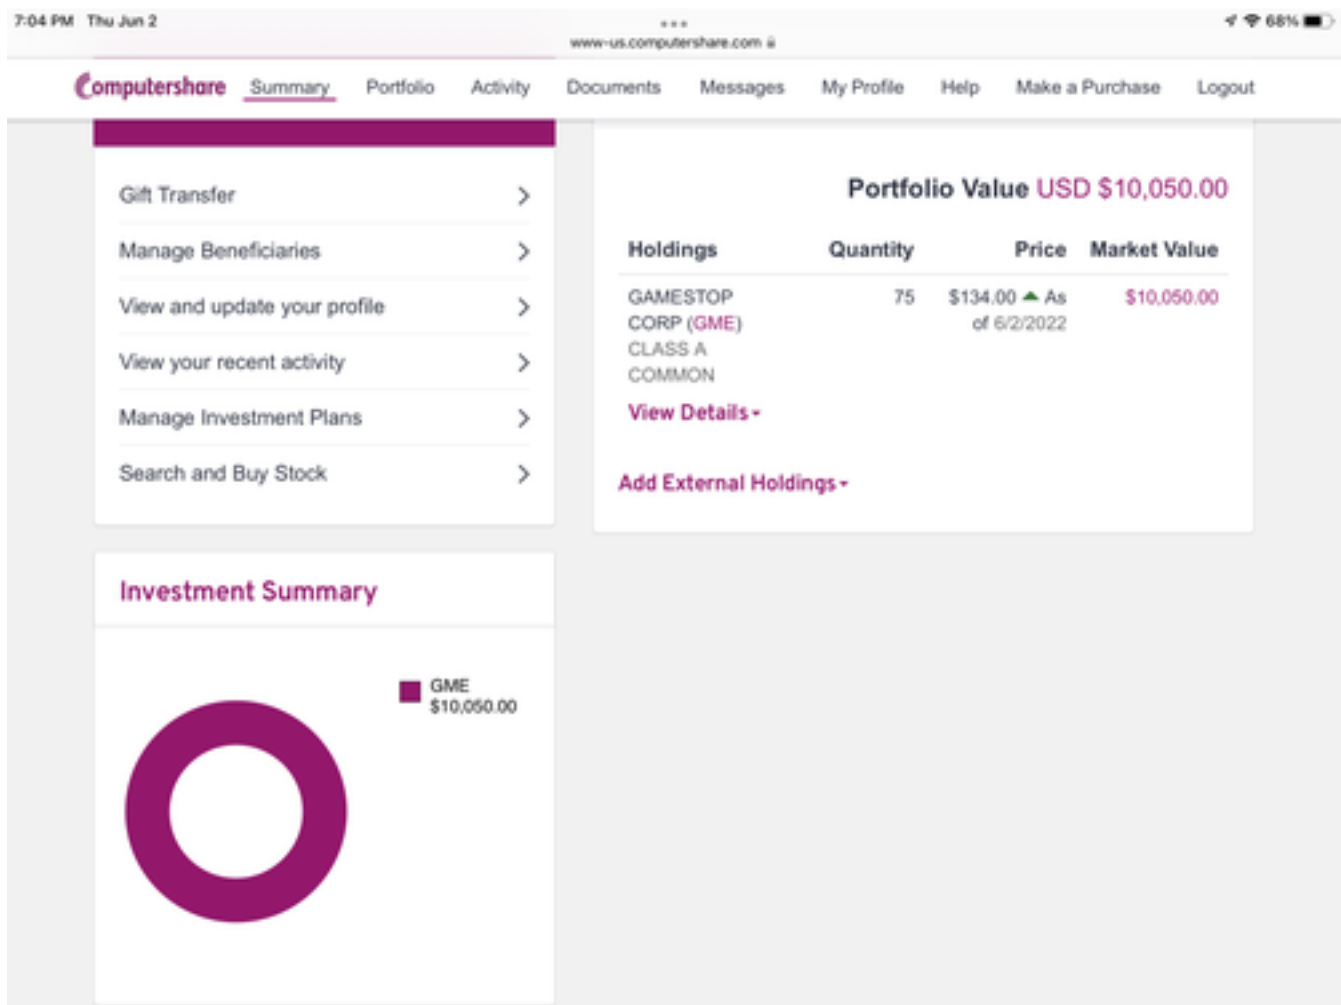 7:04 PM Thu Jun 2
68%
www-us.computershare.com
Computershare Summary Portfolio Activity Documents Messages My Profile Help Make a Purchase Logout
Gift Transfer
Manage Beneficiaries
View and update your profile
View your recent activity
Manage Investment Plans
Search and Buy Stock
Portfolio Value USD $10,050.00
Holdings Quantity Price Market Value
GAMESTOP 75 $134.00 As $10,050.00
CORP (GME) of 6/2/2022
CLASS A
COMMON
View Details
Add External Holdings
Investment Summary
GME
$10,050.00